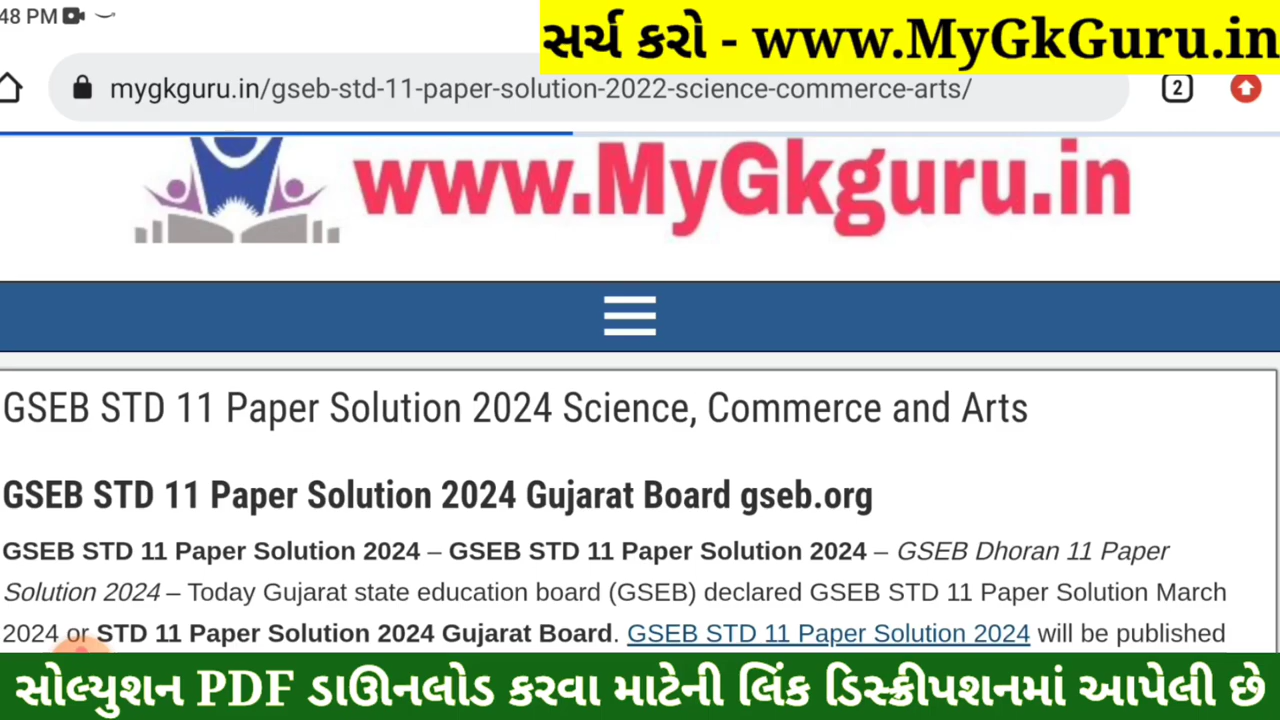 48 PM
સર્ચ કરો - www.MyGkGuru.in
mygkguru.in/gseb-std-11-paper-solution-2022-science-commerce-arts/
2
www.MyGkguru.in
GSEB STD 11 Paper Solution 2024 Science, Commerce and Arts
GSEB STD 11 Paper Solution 2024 Gujarat Board gseb.org
GSEB STD 11 Paper Solution 2024 – GSEB STD 11 Paper Solution 2024 – GSEB Dhoran 11 Paper
Solution 2024 – Today Gujarat state education board (GSEB) declared GSEB STD 11 Paper Solution March
2024 or STD 11 Paper Solution 2024 Gujarat Board. GSEB STD 11 Paper Solution 2024 will be published
સોલ્યુશન PDF ડાઊનલોડ કરવા માટેની લિંક ડિસ્ક્રીપશનમાં આપેલી છે